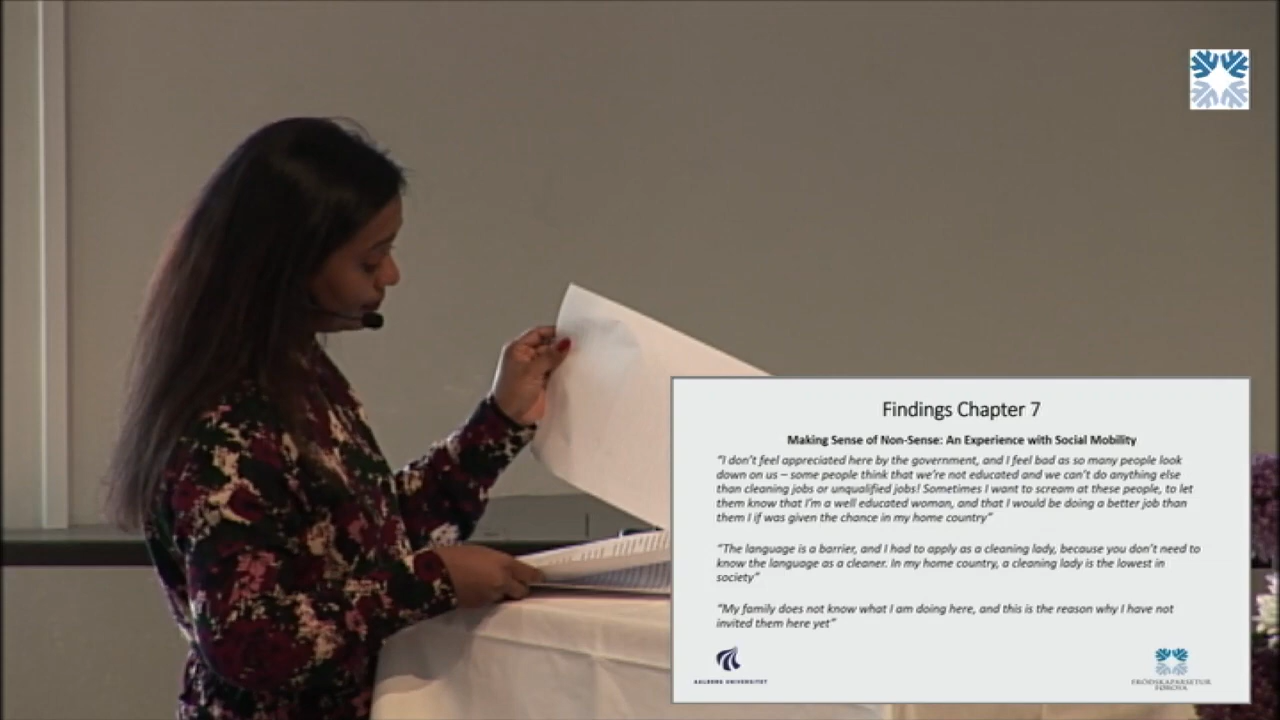 Findings Chapter 7
Making Sense of Non-Sense: An Experience with Social Mobility
"I don't feel appreciated here by the government, and I feel bad as so many people look
down on us – some people think that we're not educated and we can't do anything else
than cleaning jobs or unqualified jobs! Sometimes I want to scream at these people, to let
them know that I'm a well educated woman, and that I would be doing a better job than
them I if was given the chance in my home country"
"The language is a barrier, and I had to apply as a cleaning lady, because you don't need to
know the language as a cleaner. In my home country, a cleaning lady is the lowest in
society"
"My family does not know what I am doing here, and this is the reason why I have not
invited them here yet"
AALBORG UNIVERSITET
FRÓÐSKAPARSETUR
FØROYA